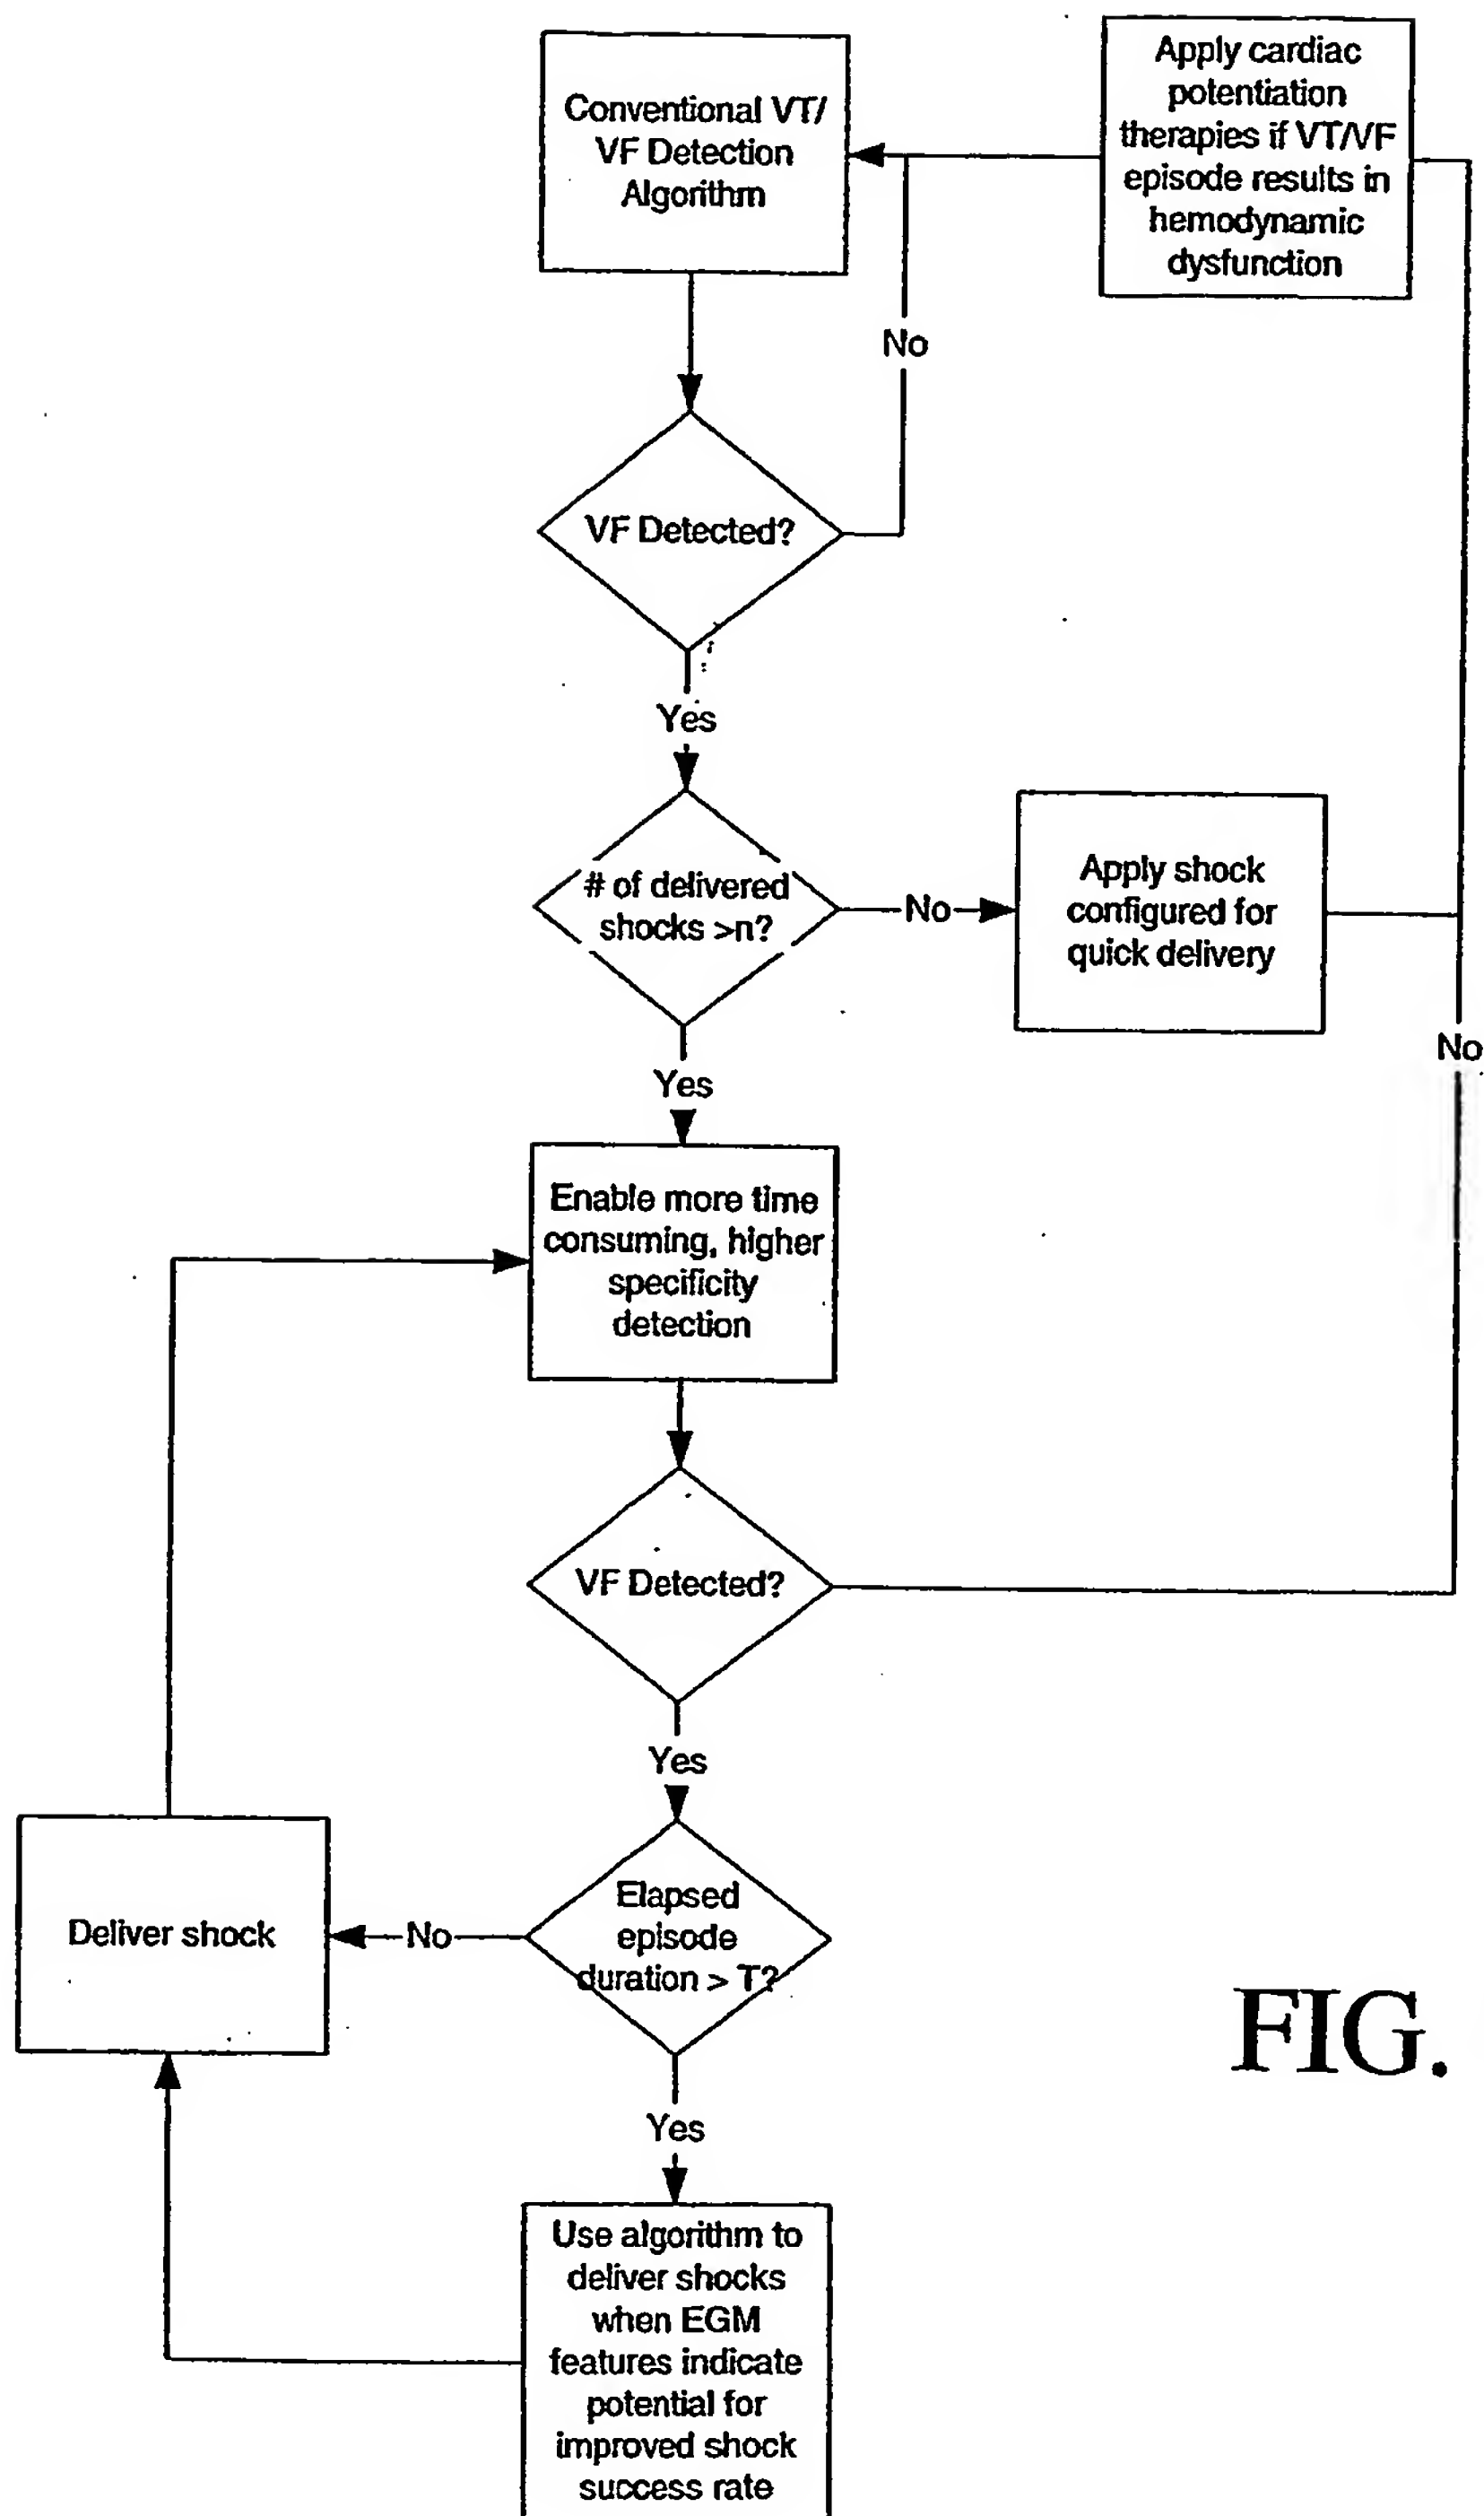 Conventional VT/
VF Detection
Algorithm
Apply cardiac
potentiation
therapies if VT/VF
episode results in
hemodynamic
dysfunction
No
VF Detected?
Yes
# of delivered
shocks >n?
No
Apply shock
configured for
quick delivery
No
Yes
Enable more time
consuming, higher
specificity
detection
VF Detected?
Yes
Elapsed
episode
duration > T?
No
Deliver shock
Yes
Use algorithm to
deliver shocks
when EGM
features indicate
potential for
improved shock
success rate
FIG.